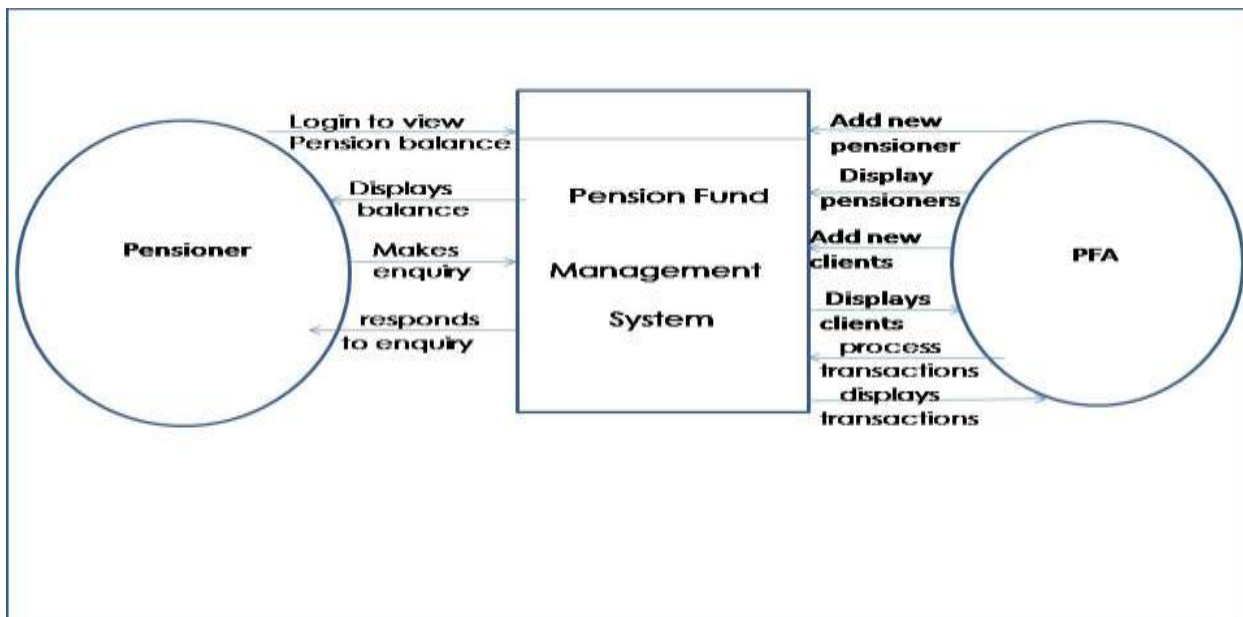 Pensioner
Login to view
Pension balance
Displays
balance
Makes
enquiry
responds
to enquiry
Pension Fund
Management
System
Add new
pensioner
Display
pensioners
Add new
clients
Displays
clients
process
transactions
displays
transactions
PFA